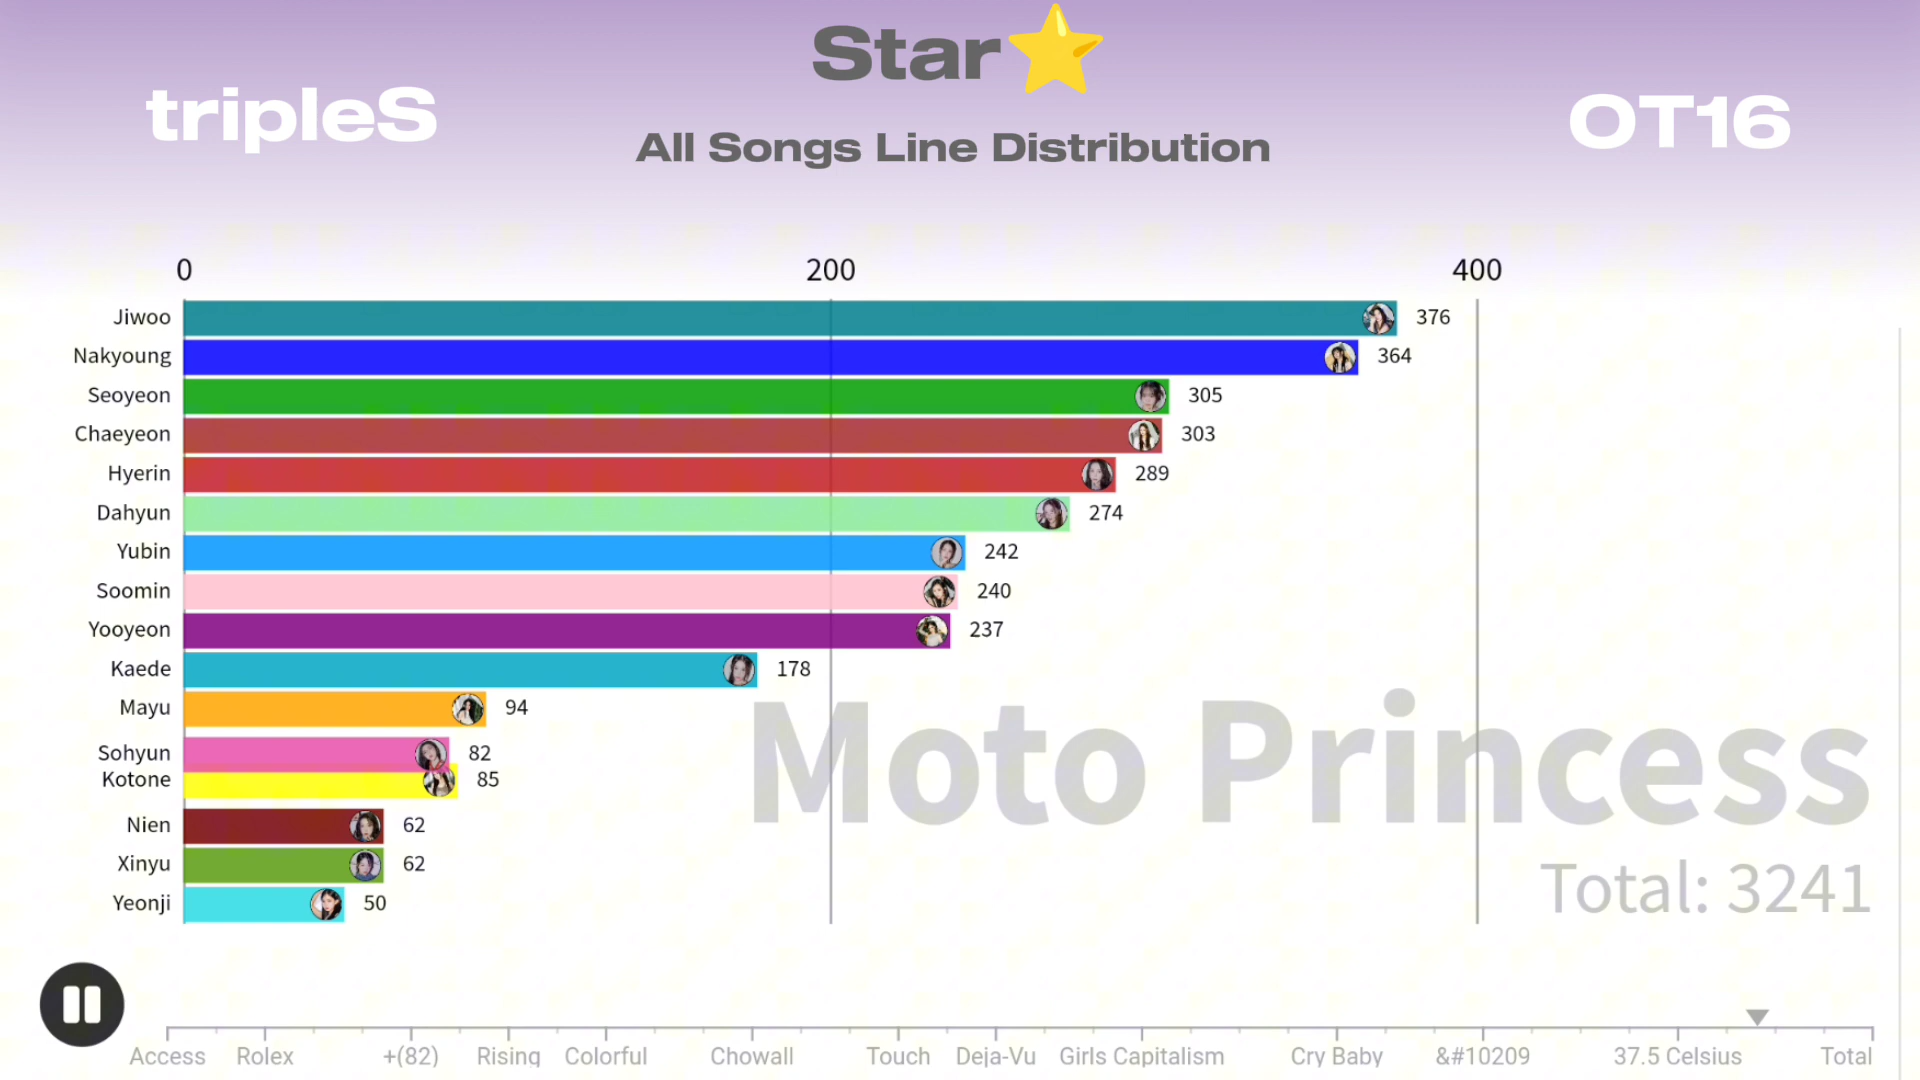 Star
tripleS
OT16
All Songs Line Distribution
0 200 400
Jiwoo 376
Nakyoung 364
Seoyeon 305
Chaeyeon 303
Hyerin 289
Dahyun 274
Yubin 242
Soomin 240
Yooyeon 237
Kaede 178
Mayu 94
Sohyun 82
Kotone 85
Nien 62
Xinyu 62
Yeonji 50
Moto Princess
Total: 3241
Access Rolex +(82) Rising Colorful Chowall Touch Deja-Vu Girls Capitalism Cry Baby &#10209 37.5 Celsius Total